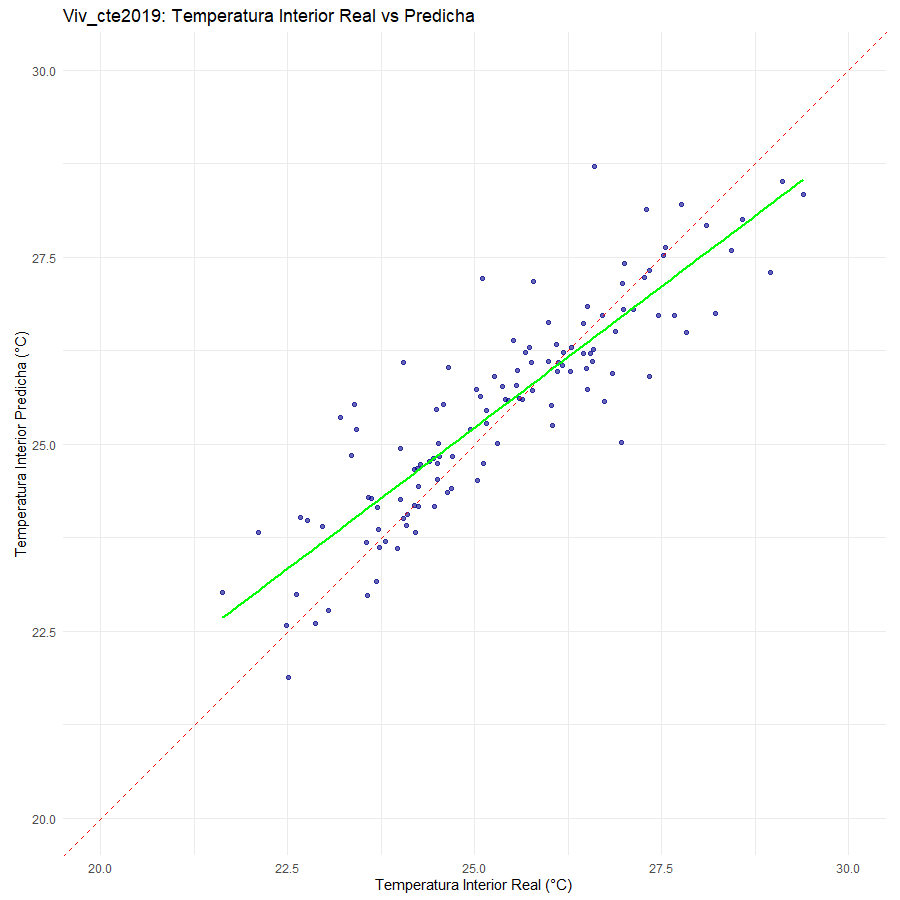 Viv_cte2019: Temperatura Interior Real vs Predicha
Temperatura Interior Predicha (°C)
30.0
27.5
25.0
22.5
20.0
20.0 22.5 25.0 27.5 30.0
Temperatura Interior Real (°C)